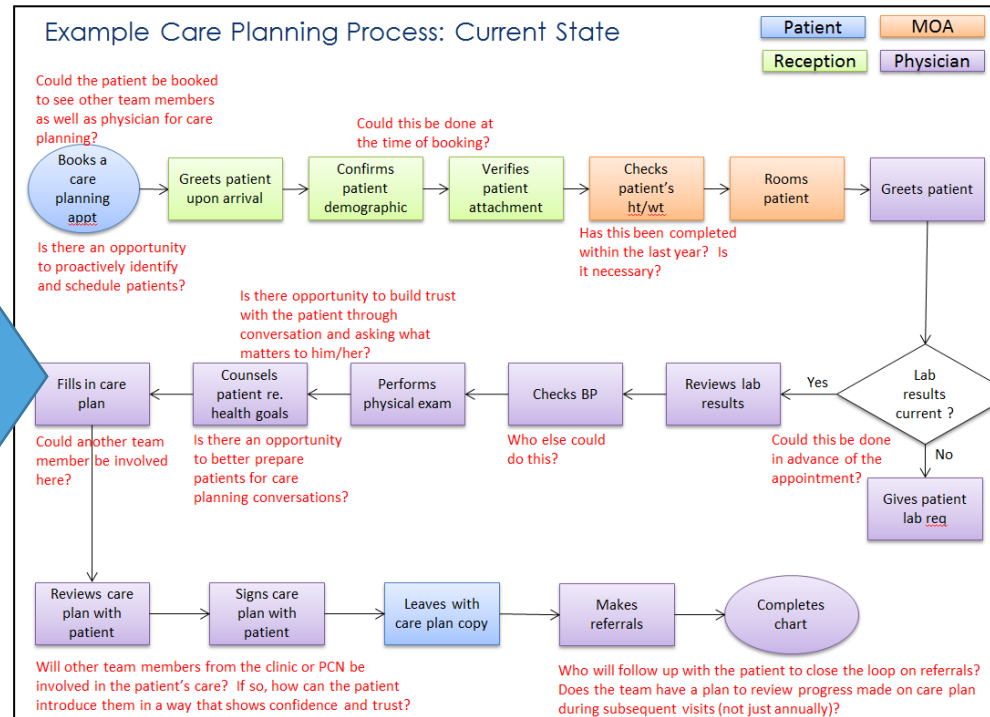 Example Care Planning Process: Current State
Patient
MOA
Reception
Physician
Could the patient be booked
to see other team members
as well as physician for care
planning?
Could this be done at
the time of booking?
Books a
care
planning
appt
Greets patient
upon arrival
Confirms
patient
demographic
Verifies
patient
attachment
Checks
patient's
ht/wt
Rooms
patient
Greets patient
Is there an opportunity
to proactively identify
and schedule patients?
Has this been completed
within the last year?  Is
it necessary?
Is there opportunity to build trust
with the patient through
conversation and asking what
matters to him/her?
Fills in care
plan
Counsels
patient re.
health goals
Performs
physical exam
Checks BP
Reviews lab
results
Yes
Lab
results
current ?
Could another team
member be involved
here?
Is there an opportunity
to better prepare
patients for care
planning conversations?
Who else could
do this?
Could this be done
in advance of the
appointment?
No
Gives patient
lab req
Reviews care
plan with
patient
Signs care
plan with
patient
Leaves with
care plan copy
Makes
referrals
Completes
chart
Will other team members from the clinic or PCN be
involved in the patient's care?  If so, how can the patient
introduce them in a way that shows confidence and trust?
Who will follow up with the patient to close the loop on referrals?
Does the team have a plan to review progress made on care plan
during subsequent visits (not just annually)?